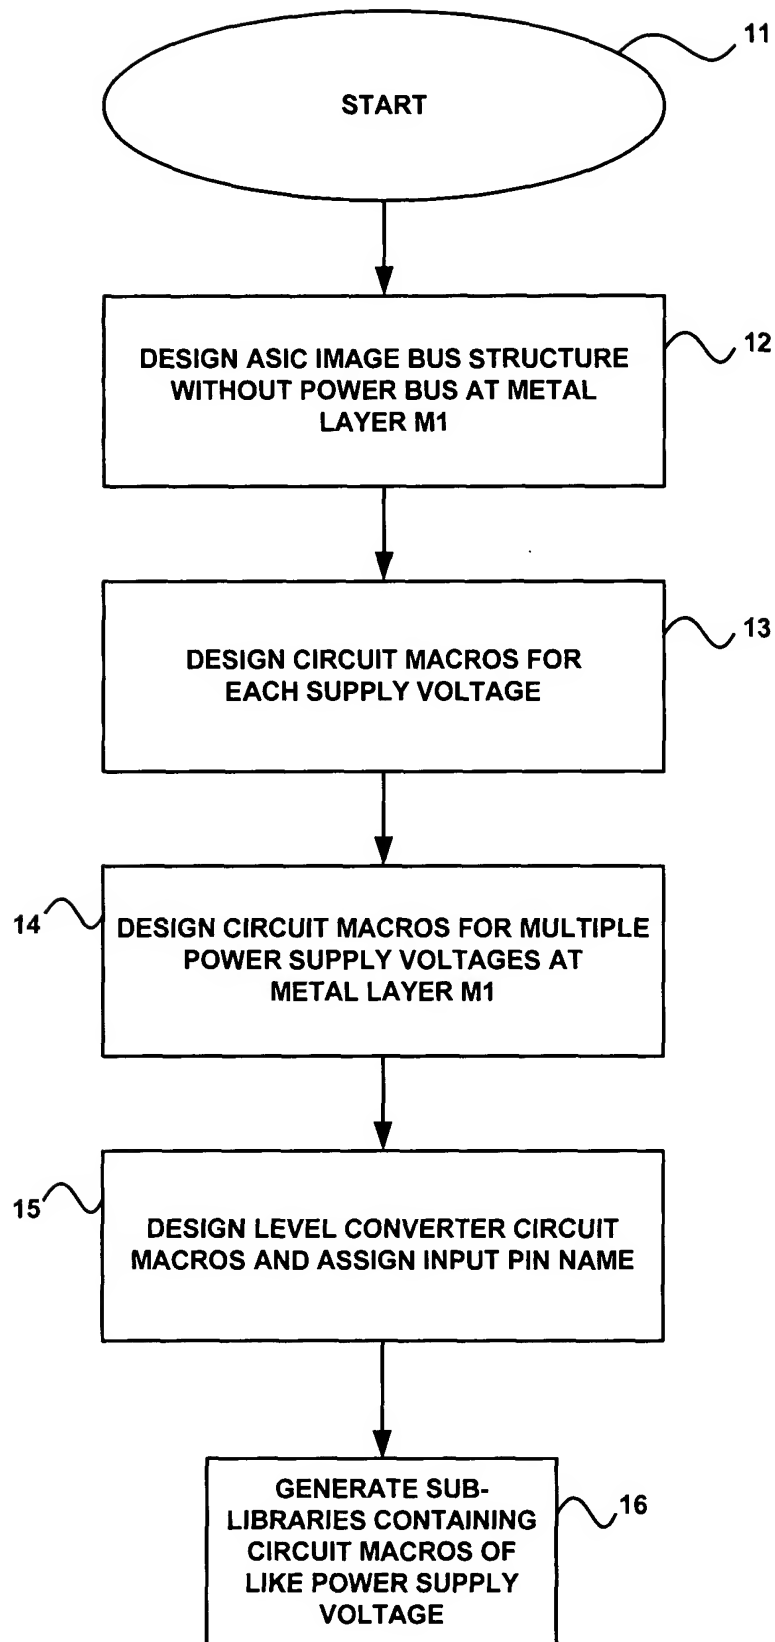 11
START
12
DESIGN ASIC IMAGE BUS STRUCTURE
WITHOUT POWER BUS AT METAL
LAYER M1
13
DESIGN CIRCUIT MACROS FOR
EACH SUPPLY VOLTAGE
14
DESIGN CIRCUIT MACROS FOR MULTIPLE
POWER SUPPLY VOLTAGES AT
METAL LAYER M1
15
DESIGN LEVEL CONVERTER CIRCUIT
MACROS AND ASSIGN INPUT PIN NAME
GENERATE SUB-
16
LIBRARIES CONTAINING
CIRCUIT MACROS OF
LIKE POWER SUPPLY
VOLTAGE